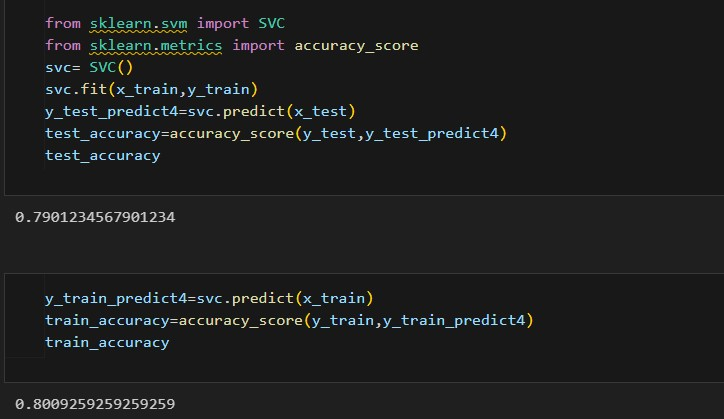 from sklearn.svm import SVC
from sklearn.metrics import accuracy_score
svc= SVC()
svc.fit(x_train,y_train)
y_test_predict4=svc.predict(x_test)
test_accuracy=accuracy_score(y_test,y_test_predict4)
test_accuracy
0.7901234567901234
y_train_predict4=svc.predict(x_train)
train_accuracy=accuracy_score(y_train,y_train_predict4)
train_accuracy
0.8009259259259259